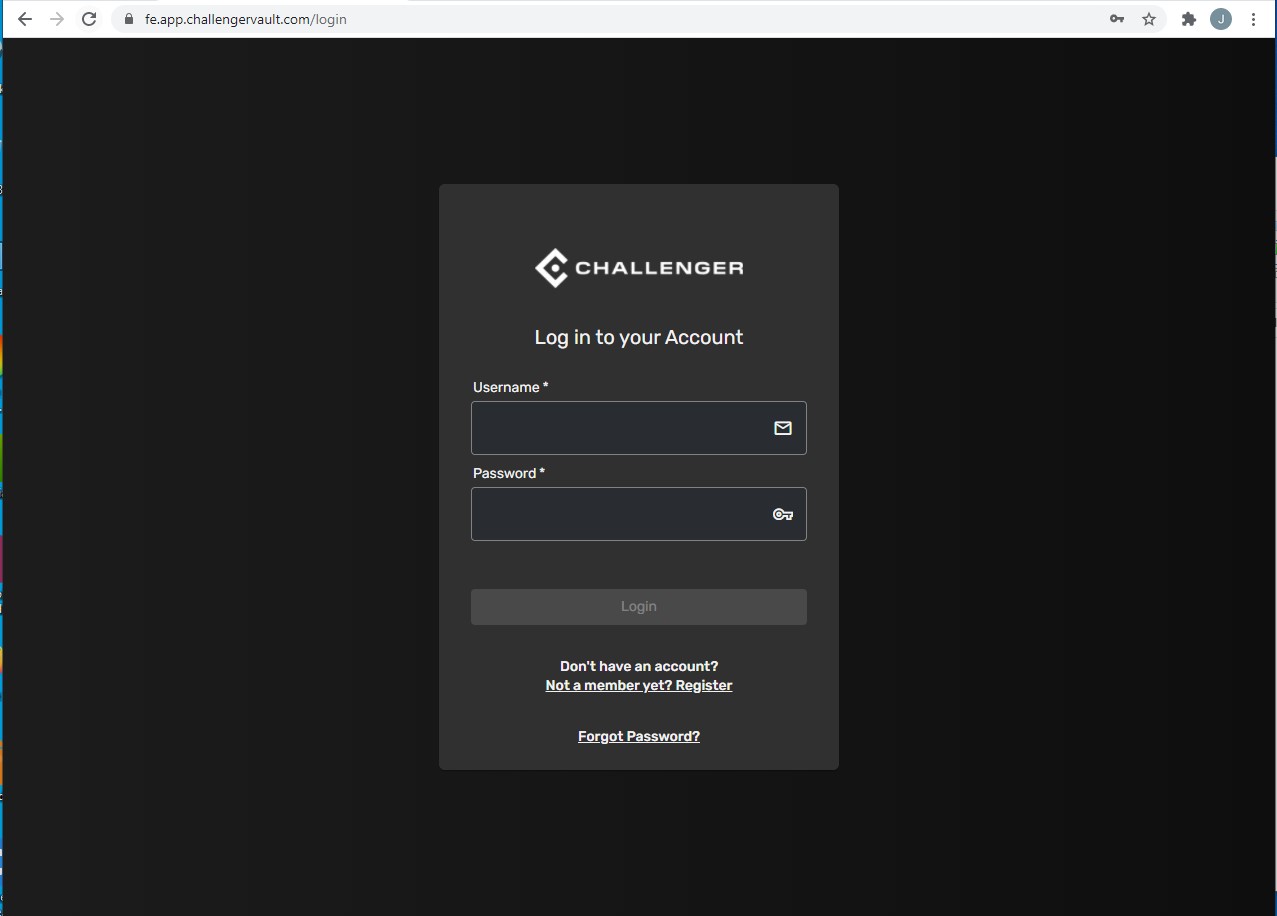 fe.app.challengervault.com/login
J
CHALLENGER
Log in to your Account
Username *
Password *
Login
Don't have an account?
Not a member yet? Register
Forgot Password?